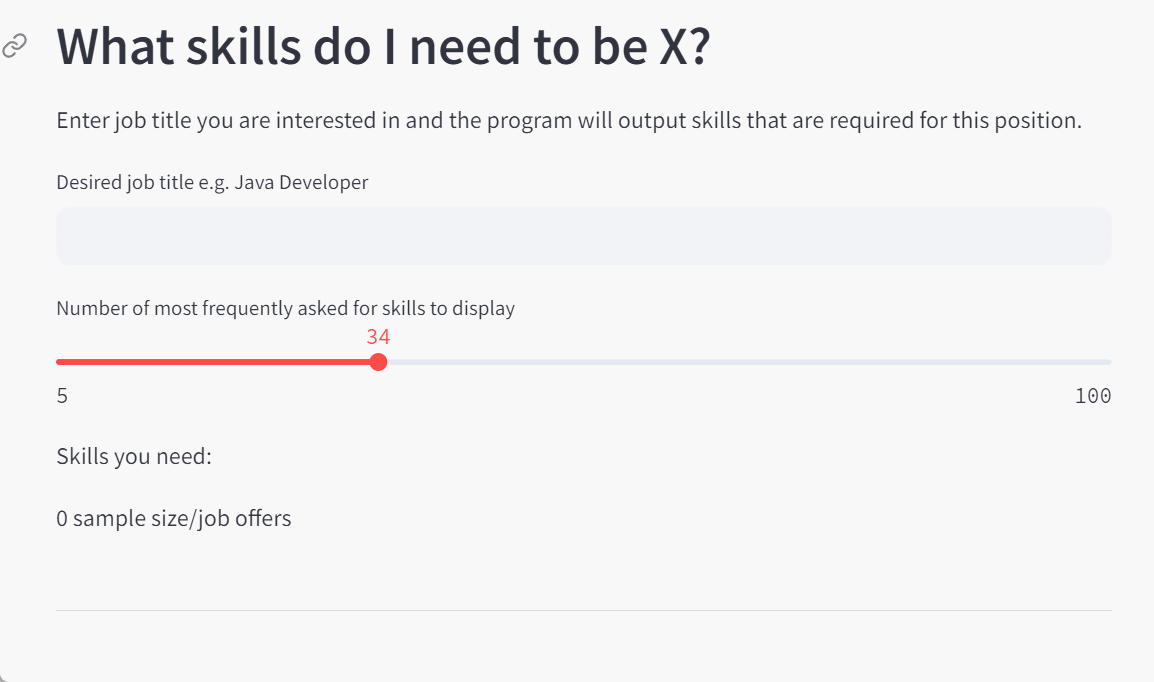 What skills do I need to be X?
Enter job title you are interested in and the program will output skills that are required for this position.
Desired job title e.g. Java Developer
Number of most frequently asked for skills to display
34
5 100
Skills you need:
0 sample size/job offers